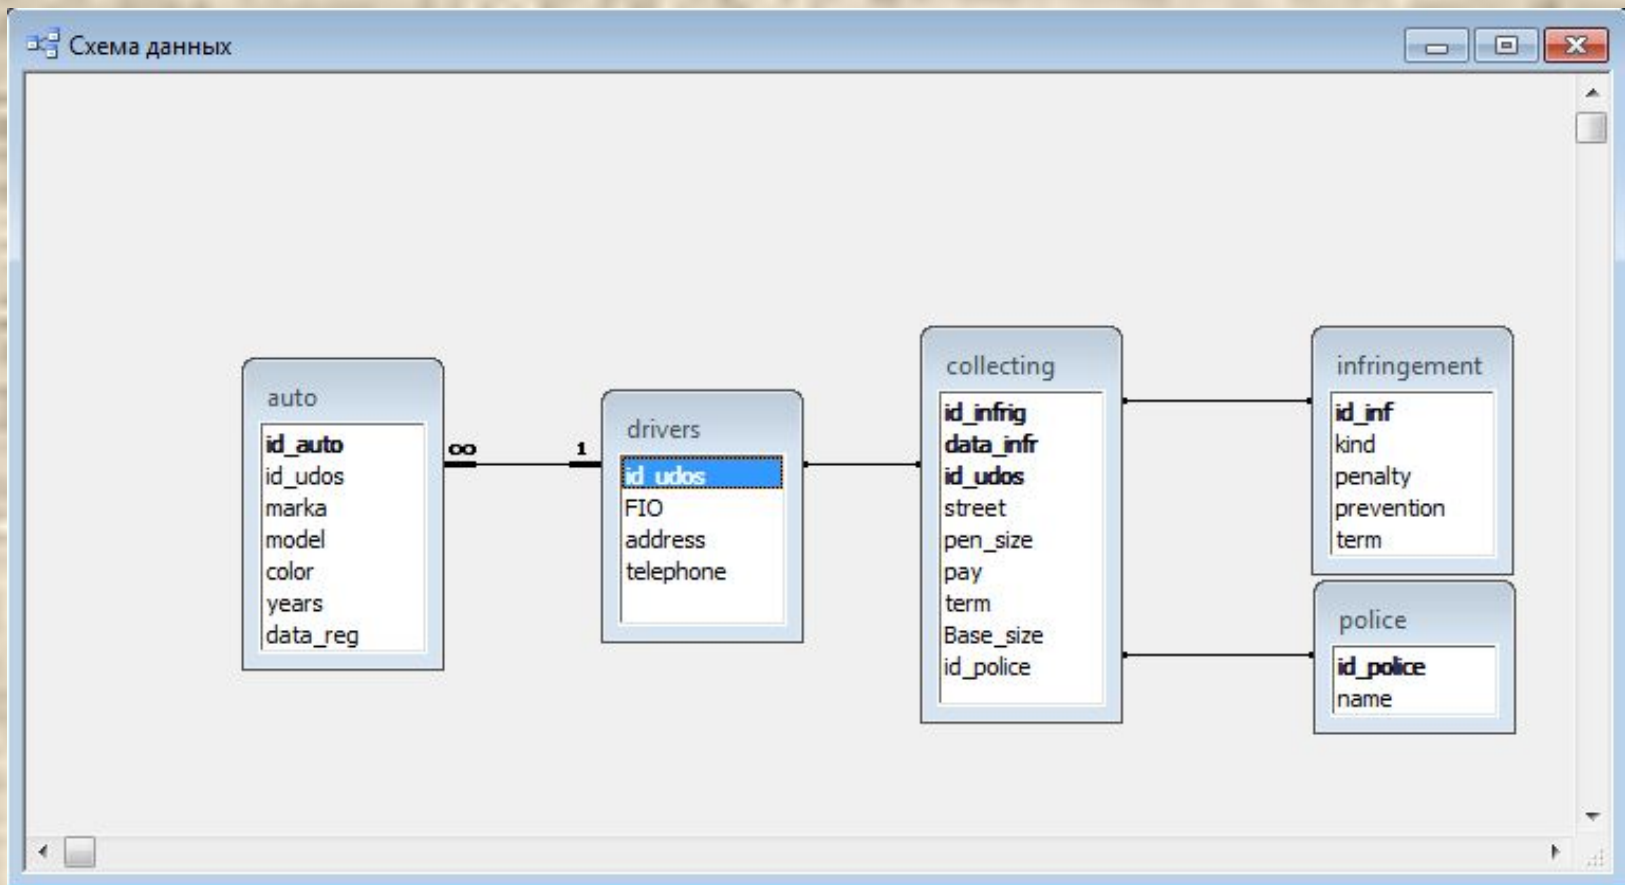 Схема данных
auto
id_auto
id_udos
marka
model
color
years
data_reg
∞
1
drivers
id_udos
FIO
address
telephone
collecting
id_infrig
data_infr
id_udos
street
pen_size
pay
term
Base_size
id_police
infringement
id_inf
kind
penalty
prevention
term
police
id_police
name